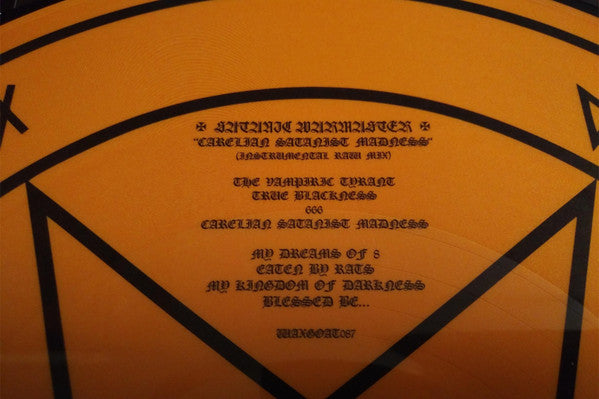 ✠ SATANIC WARMASTER ✠
"CARELIAN SATANIST MADNESS"
(INSTRUMENTAL RAW MIX)
THE VAMPIRIC TYRANT
TRUE BLACKNESS
666
CARELIAN SATANIST MADNESS
MY DREAMS OF 8
EATEN BY RATS
MY KINGDOM OF DARKNESS
BLESSED BE...
WAXGOAT087